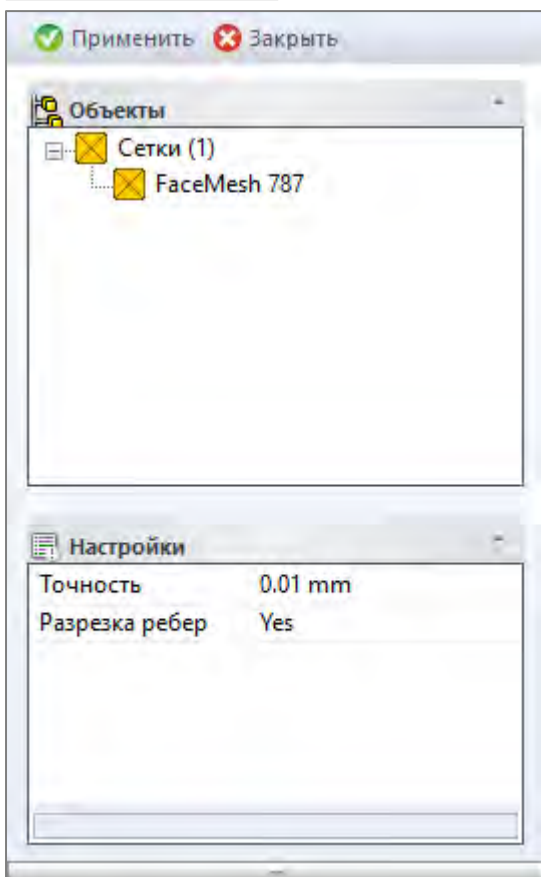 Применить Закрыть
Объекты
Сетки (1)
FaceMesh 787
Настройки
Точность 0.01 mm
Разрезка ребер Yes